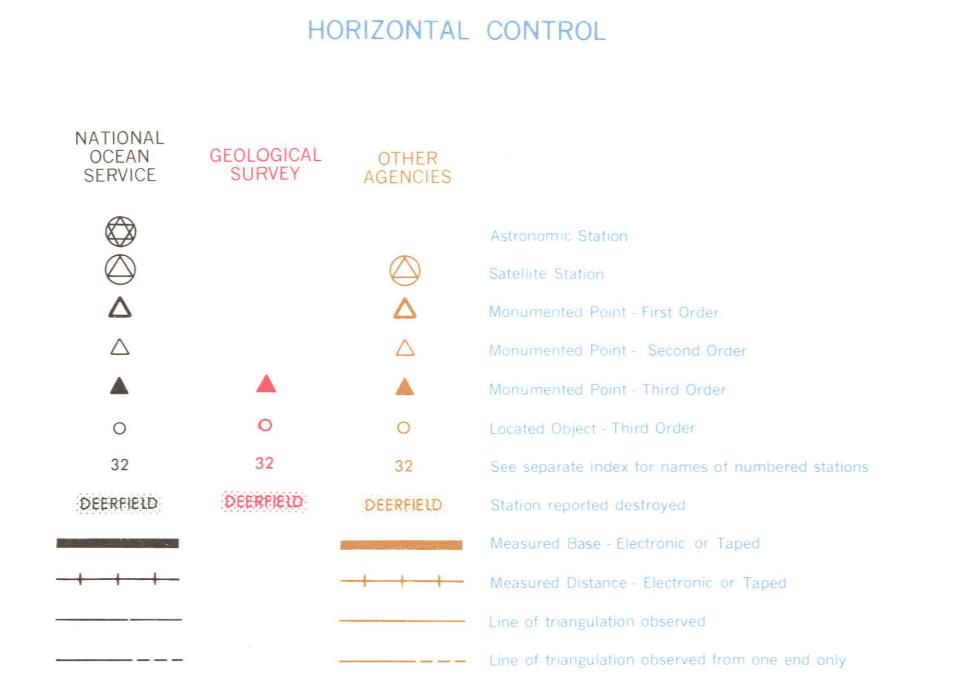 HORIZONTAL CONTROL
NATIONAL
OCEAN
SERVICE
GEOLOGICAL
SURVEY
OTHER
AGENCIES
Astronomic Station
Satellite Station
Monumented Point - First Order
Monumented Point - Second Order
Monumented Point - Third Order
Located Object - Third Order
32 32 32 See separate index for names of numbered stations
DEERFIELD DEERFIELD DEERFIELD Station reported destroyed
Measured Base - Electronic or Taped
Measured Distance - Electronic or Taped
Line of triangulation observed
Line of triangulation observed from one end only